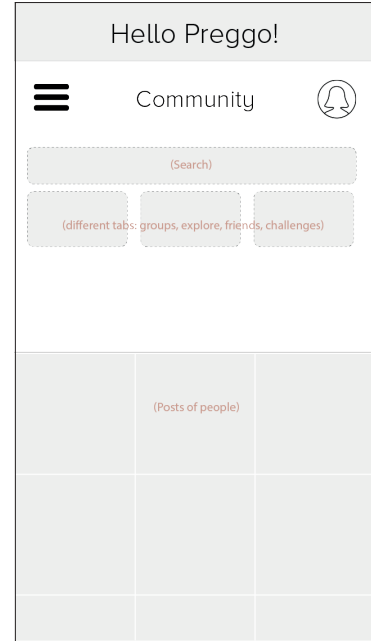 Hello Preggo!
Community
(Search)
(different tabs: groups, explore, friends, challenges)
(Posts of people)